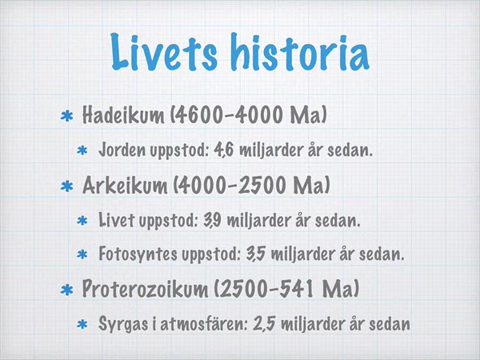 Livets historia
Hadeikum (4600-4000 Ma)
Jorden uppstod: 4,6 miljarder år sedan.
Arkeikum (4000-2500 Ma)
Livet uppstod: 3,9 miljarder år sedan.
Fotosyntes uppstod: 3,5 miljarder år sedan.
Proterozoikum (2500-541 Ma)
Syrgas i atmosfären: 2,5 miljarder år sedan